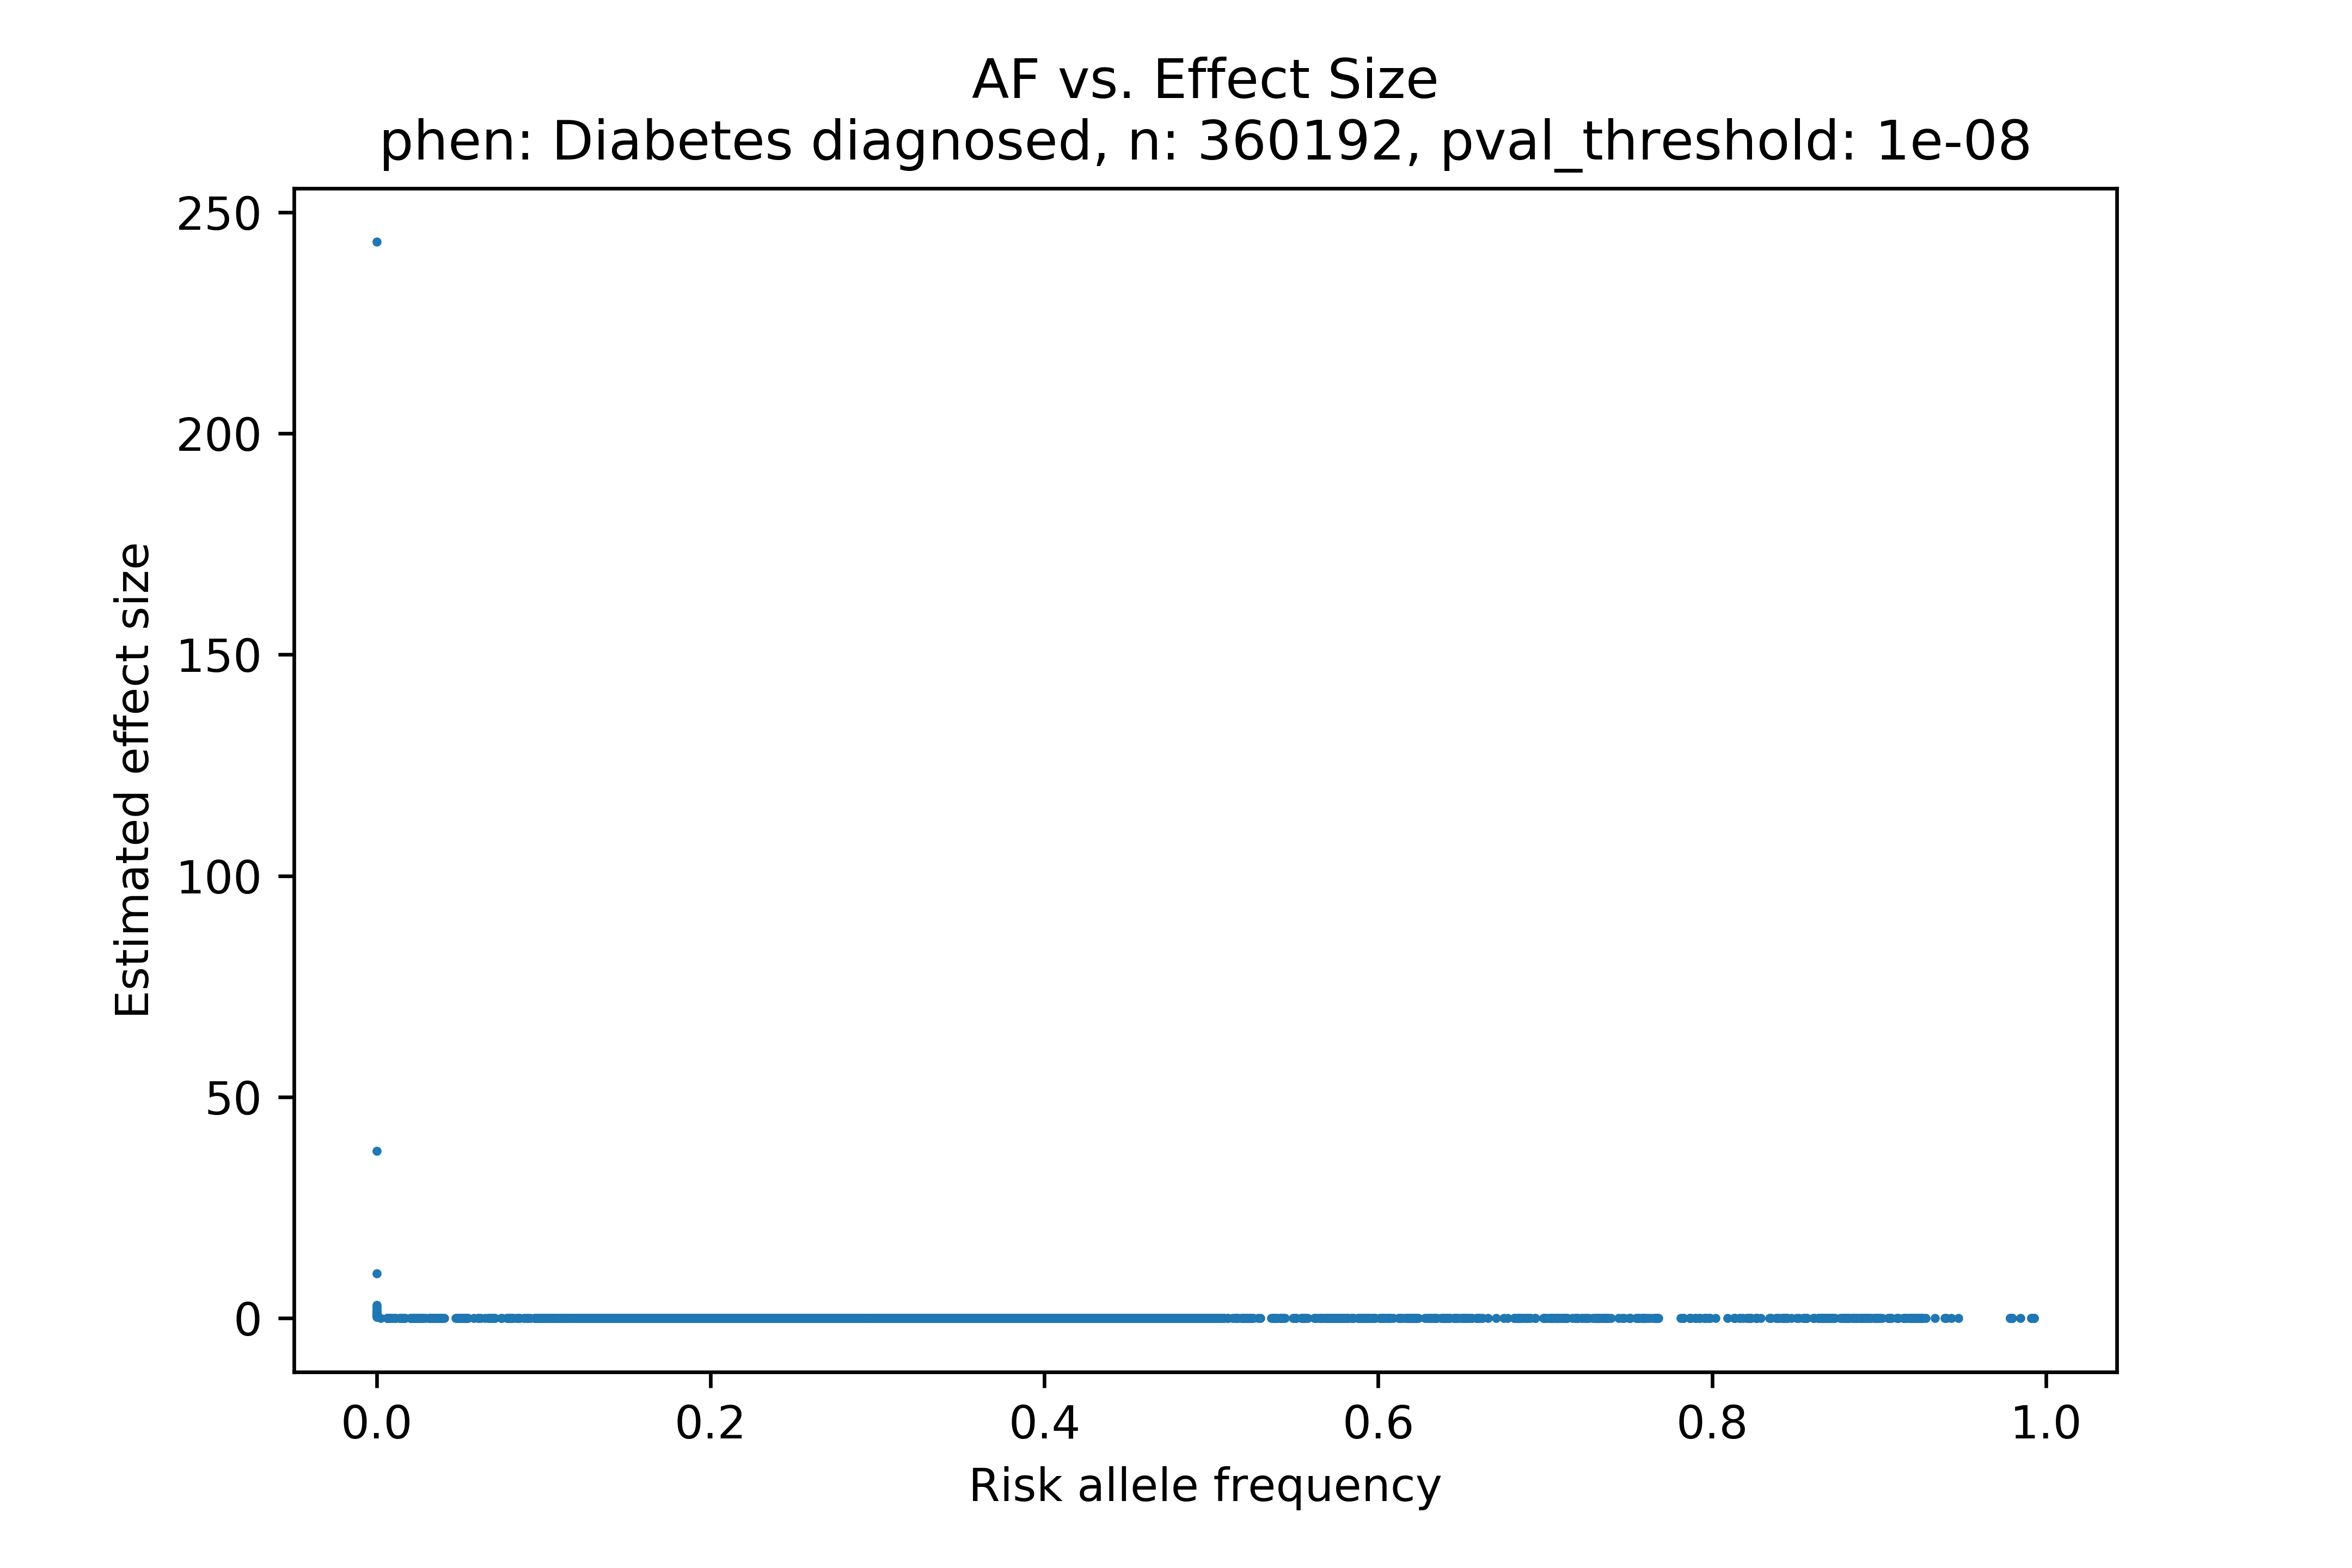 AF vs. Effect Size
phen: Diabetes diagnosed, n: 360192, pval_threshold: 1e-08
250
200
150
100
50
0
Estimated effect size
0.0 0.2 0.4 0.6 0.8 1.0
Risk allele frequency